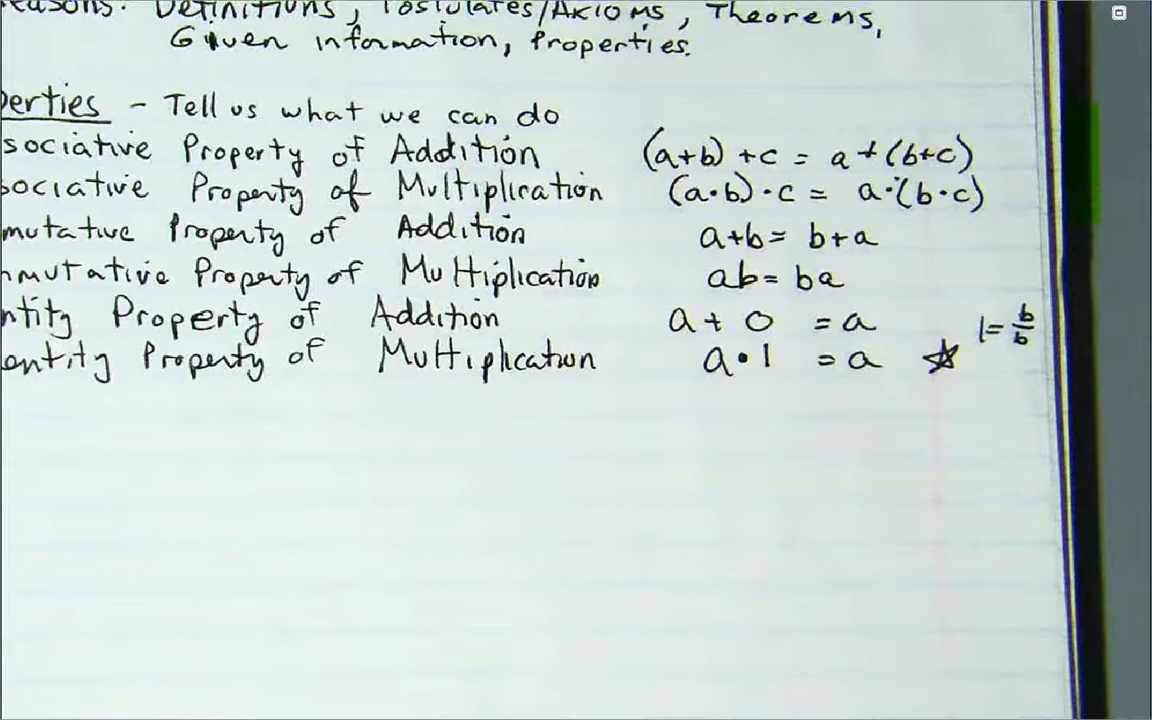 Reasons: Definitions, Postulates/Axioms, Theorems,
Given information, Properties.
perties - Tell us what we can do
sociative Property of Addition (a+b)+c = a+(b+c)
sociative Property of Multiplication (a·b)·c = a·(b·c)
mutative Property of Addition a+b = b+a
mutative Property of Multiplication ab = ba
ntity Property of Addition a + 0 = a
entity Property of Multiplication a·1 = a ☆ 1 = b/b